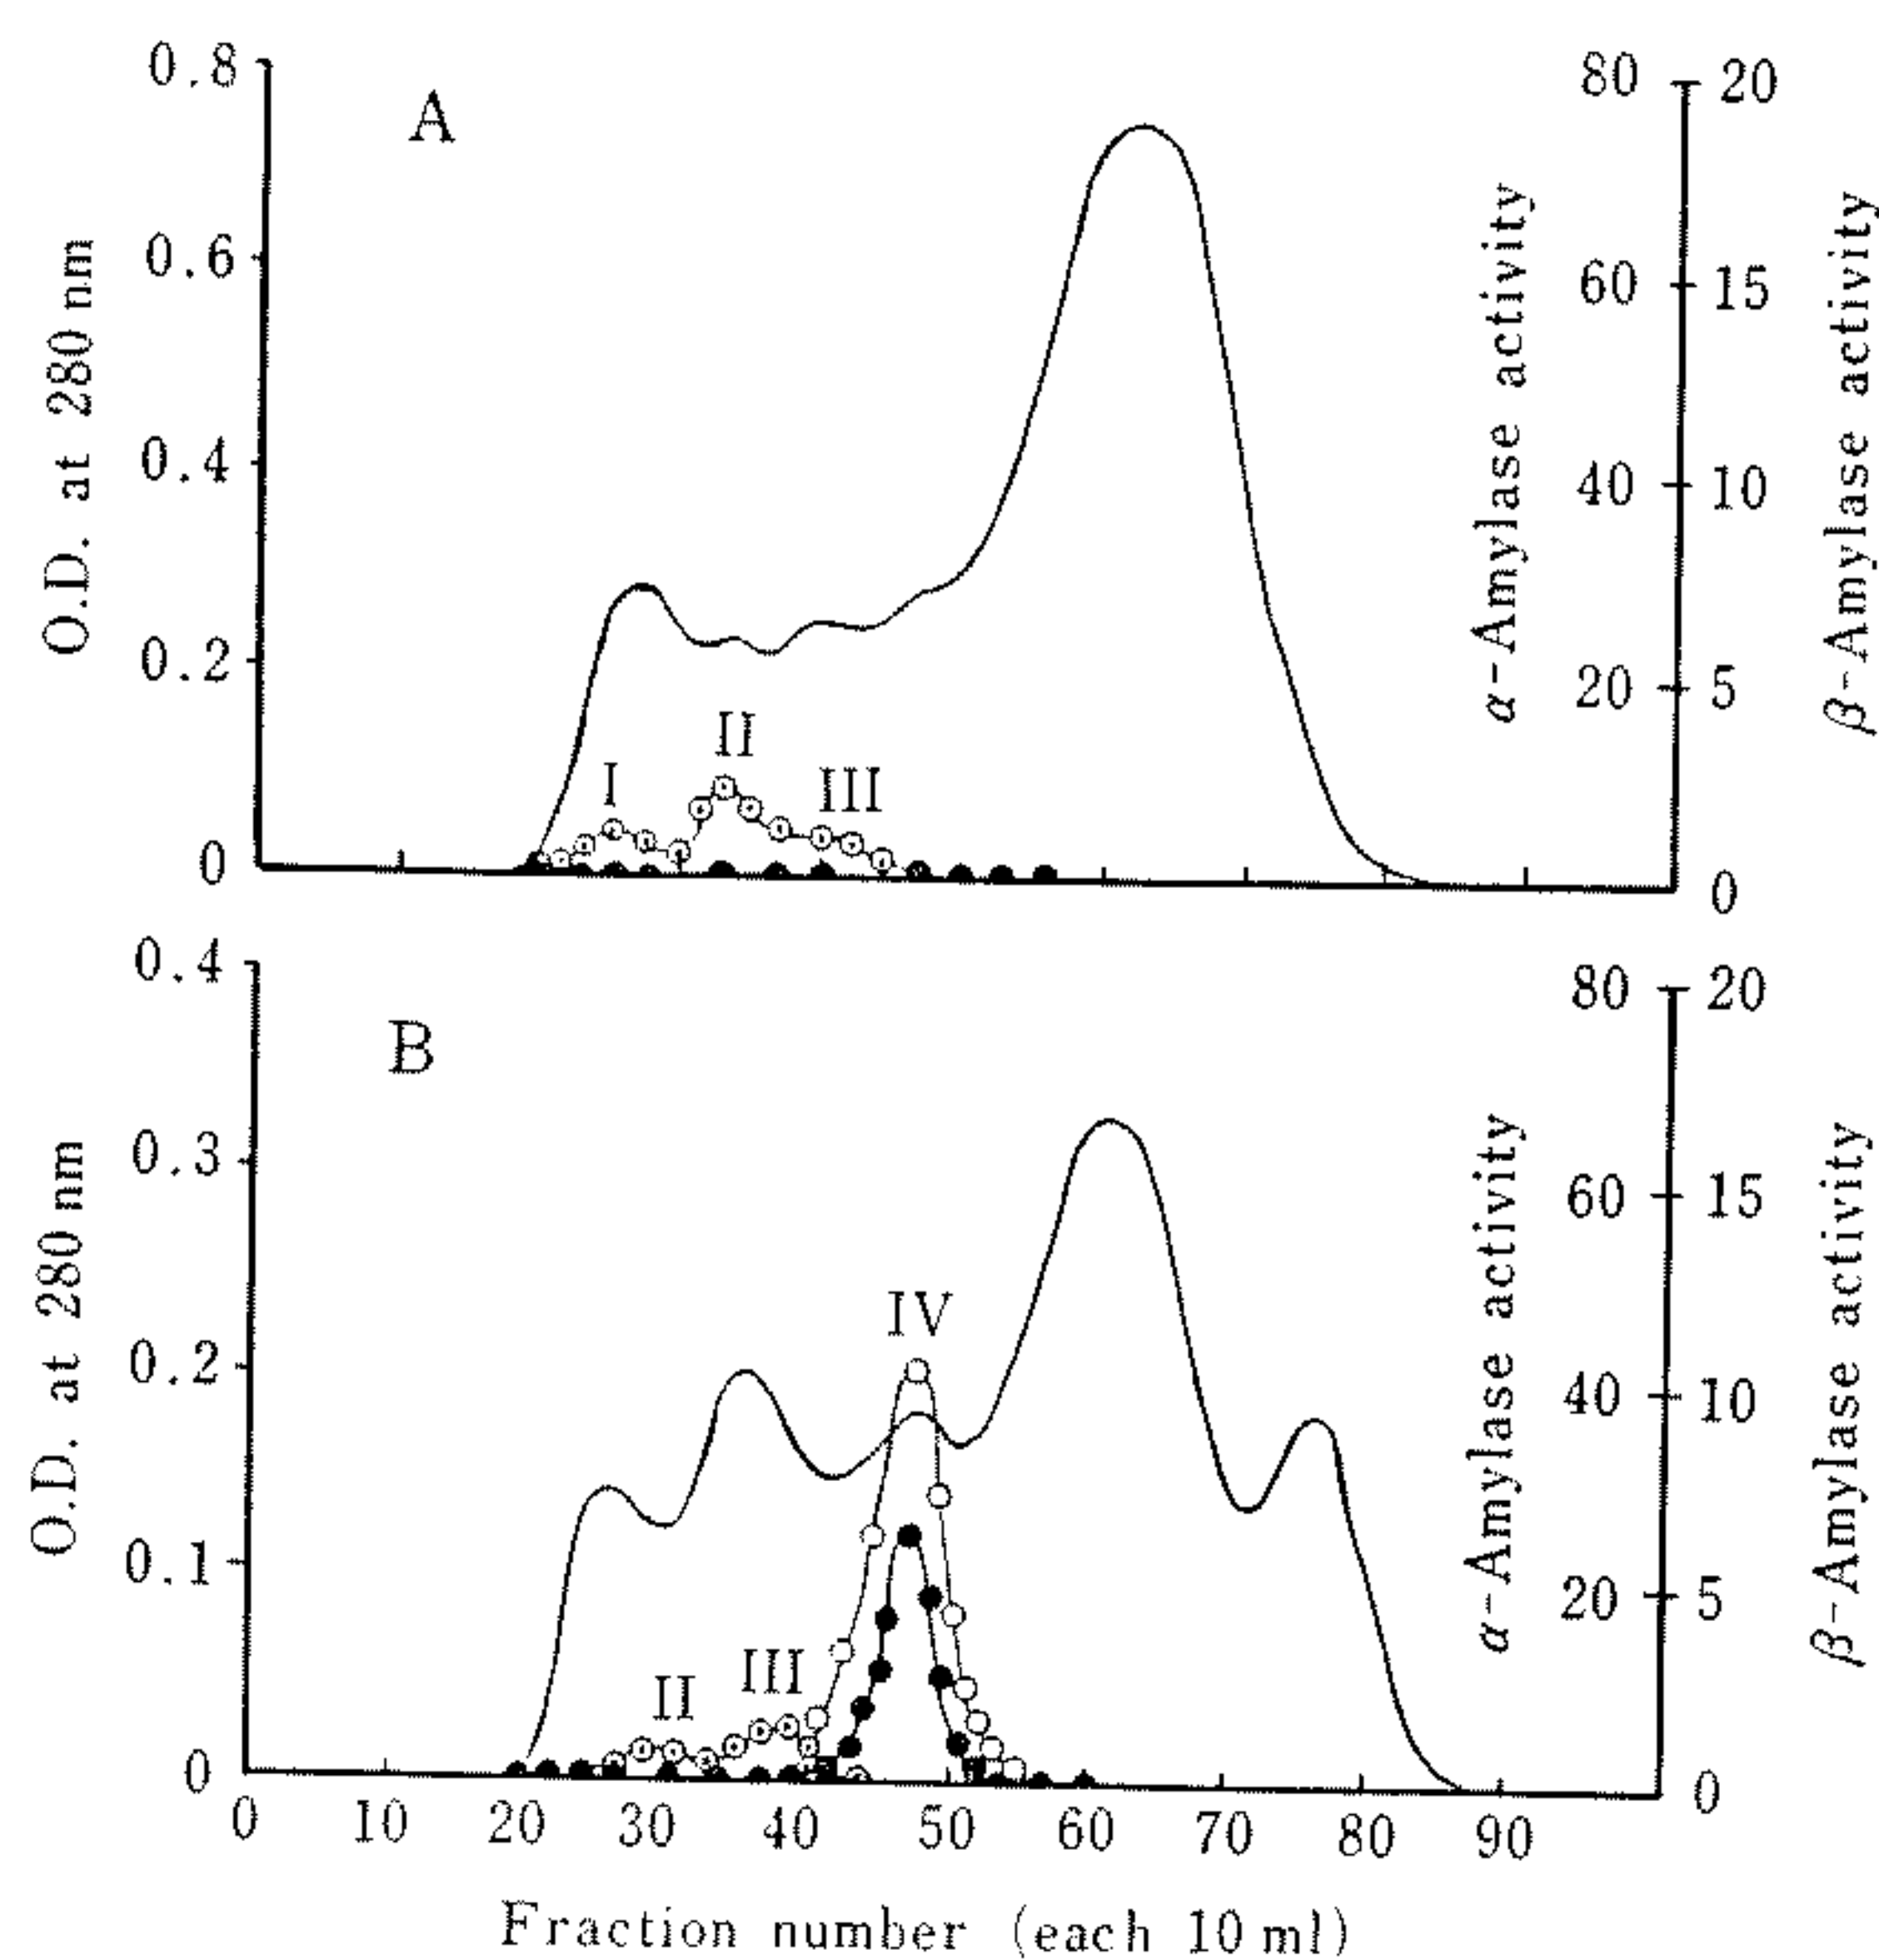 A
O.D. at 280 nm
0.8
0.6
0.4
0.2
0
I
II
III
α-Amylase activity
80
60
40
20
β-Amylase activity
20
15
10
5
0
B
O.D. at 280 nm
0.4
0.3
0.2
0.1
0
II
III
IV
α-Amylase activity
80
60
40
20
β-Amylase activity
20
15
10
5
0
0 10 20 30 40 50 60 70 80 90
Fraction number (each 10 ml)